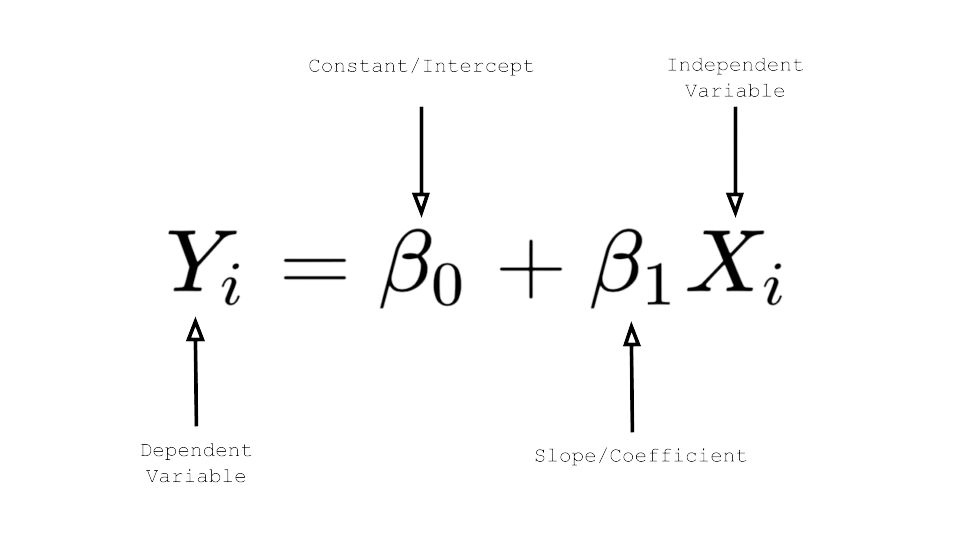 Constant/Intercept
Independent
Variable
Yᵢ = β₀ + β₁Xᵢ
Dependent
Variable
Slope/Coefficient